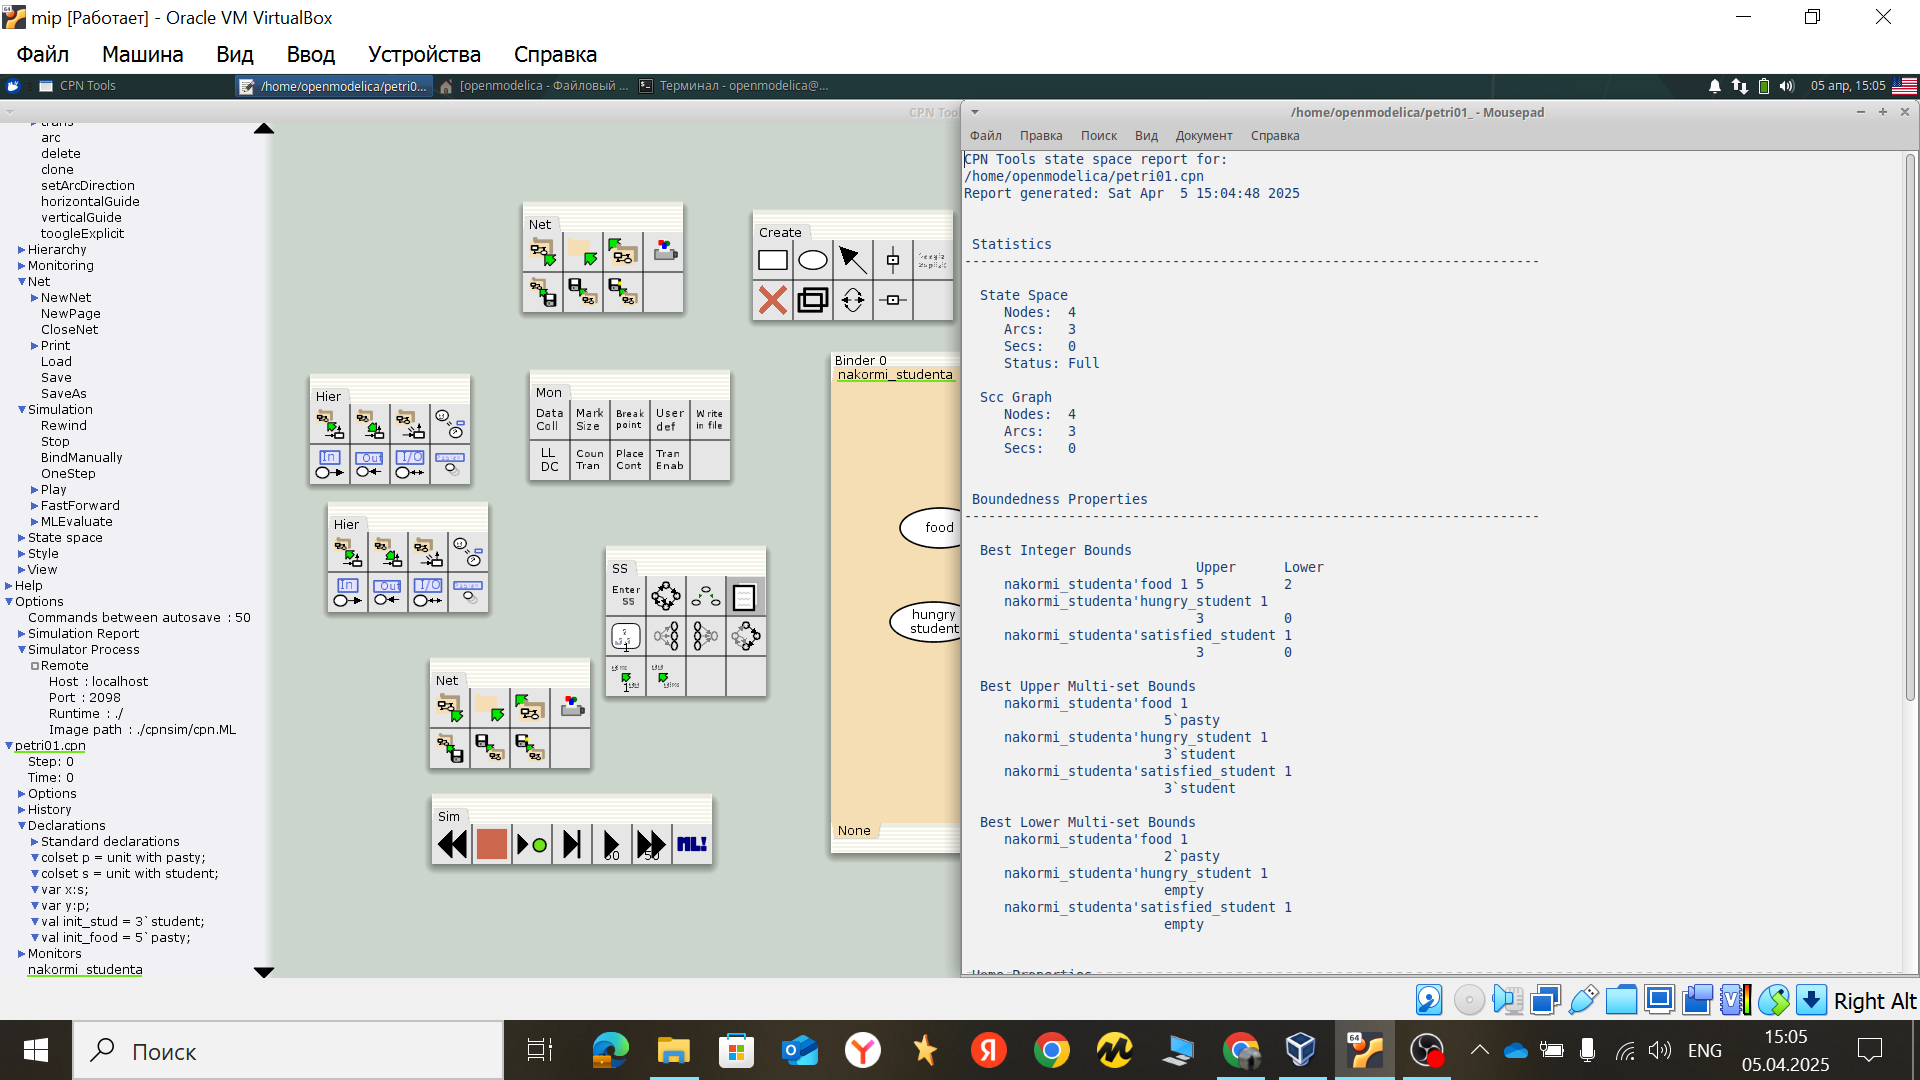 mip [Работает] - Oracle VM VirtualBox
Файл Машина Вид Ввод Устройства Справка
CPN Tools
/home/openmodelica/petri0...
[openmodelica - Файловый ...
Терминал - openmodelica@...
05 апр, 15:05
CPN Too
trans
arc
delete
clone
setArcDirection
horizontalGuide
verticalGuide
toogleExplicit
Hierarchy
Monitoring
Net
NewNet
NewPage
CloseNet
Print
Load
Save
SaveAs
Simulation
Rewind
Stop
BindManually
OneStep
Play
FastForward
MLEvaluate
State space
Style
View
Help
Options
Commands between autosave : 50
Simulation Report
Simulator Process
Remote
Host : localhost
Port : 2098
Runtime : ./
Image path : ./cpnsim/cpn.ML
petri01.cpn
Step: 0
Time: 0
Options
History
Declarations
Standard declarations
colset p = unit with pasty;
colset s = unit with student;
var x:s;
var y:p;
val init_stud = 3`student;
val init_food = 5`pasty;
Monitors
nakormi_studenta
Net
Create
Hier
In Out I/O
Mon
Data Coll
Mark Size
Break point
User def
Write in file
LL DC
Coun Tran
Place Cont
Tran Enab
Hier
In Out I/O
SS
Enter SS
1
1
Net
Sim
50
50
ML!
Binder 0
nakormi_studenta
food
hungry
student
None
/home/openmodelica/petri01_ - Mousepad
Файл Правка Поиск Вид Документ Справка
CPN Tools state space report for:
/home/openmodelica/petri01.cpn
Report generated: Sat Apr  5 15:04:48 2025
Statistics
------------------------------------------------------------------------
State Space
Nodes:  4
Arcs:   3
Secs:   0
Status: Full
Scc Graph
Nodes:  4
Arcs:   3
Secs:   0
Boundedness Properties
------------------------------------------------------------------------
Best Integer Bounds
Upper      Lower
nakormi_studenta'food 1 5          2
nakormi_studenta'hungry_student 1
3          0
nakormi_studenta'satisfied_student 1
3          0
Best Upper Multi-set Bounds
nakormi_studenta'food 1
5`pasty
nakormi_studenta'hungry_student 1
3`student
nakormi_studenta'satisfied_student 1
3`student
Best Lower Multi-set Bounds
nakormi_studenta'food 1
2`pasty
nakormi_studenta'hungry_student 1
empty
nakormi_studenta'satisfied_student 1
empty
Home Properties
Right Alt
Поиск
64
ENG
15:05
05.04.2025